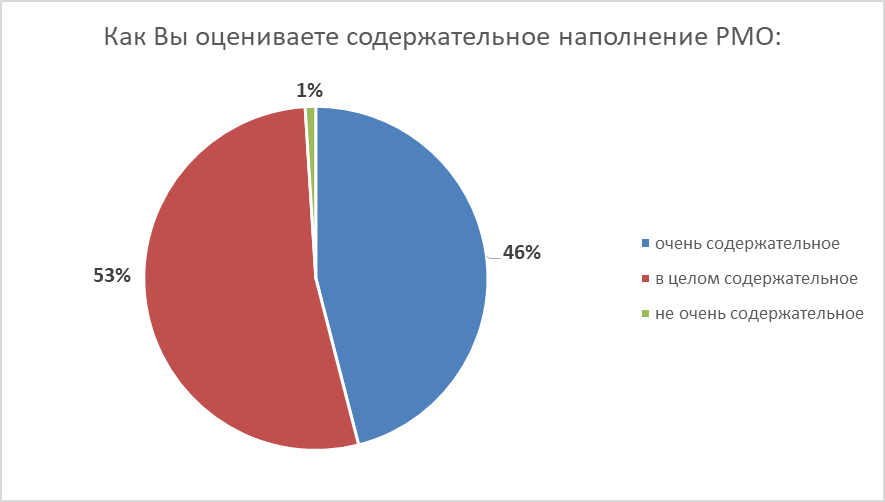 Как Вы оцениваете содержательное наполнение РМО:
1%
46%
53%
очень содержательное
в целом содержательное
не очень содержательное